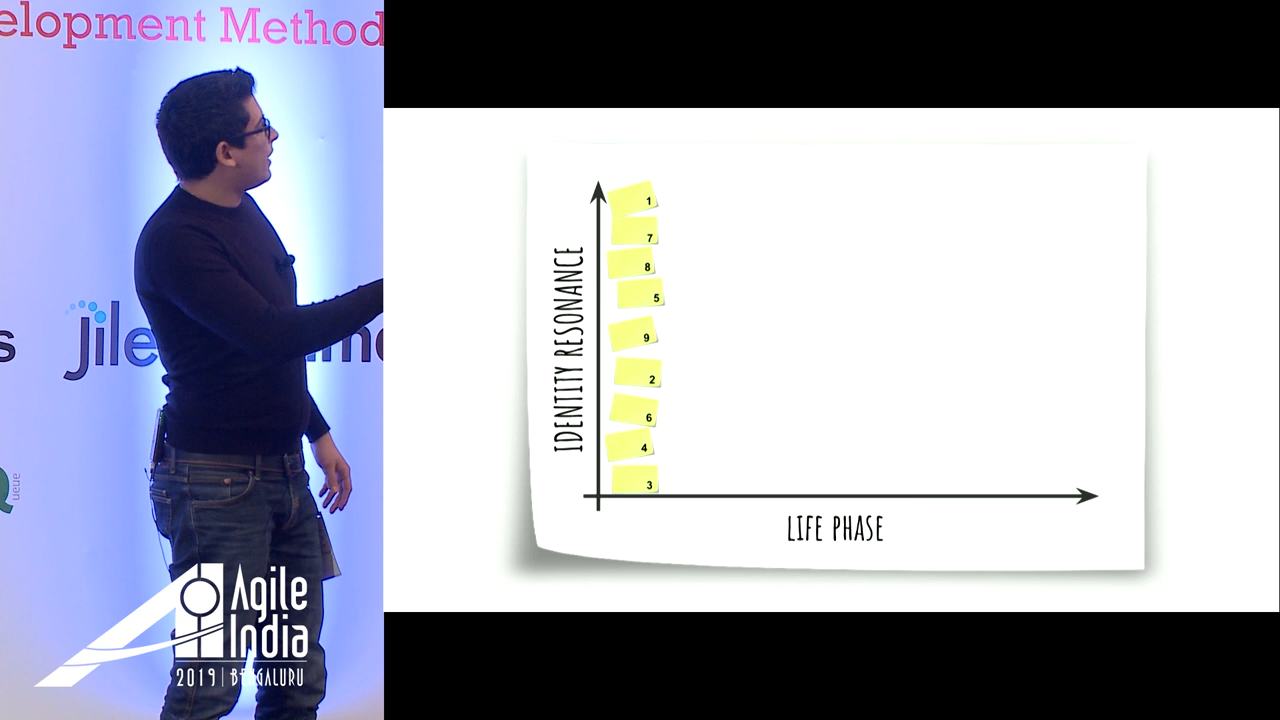 elopment Method
s
Jile
ueue
Agile
India
2019 | BENGALURU
IDENTITY RESONANCE
1
7
8
5
9
2
6
4
3
LIFE PHASE